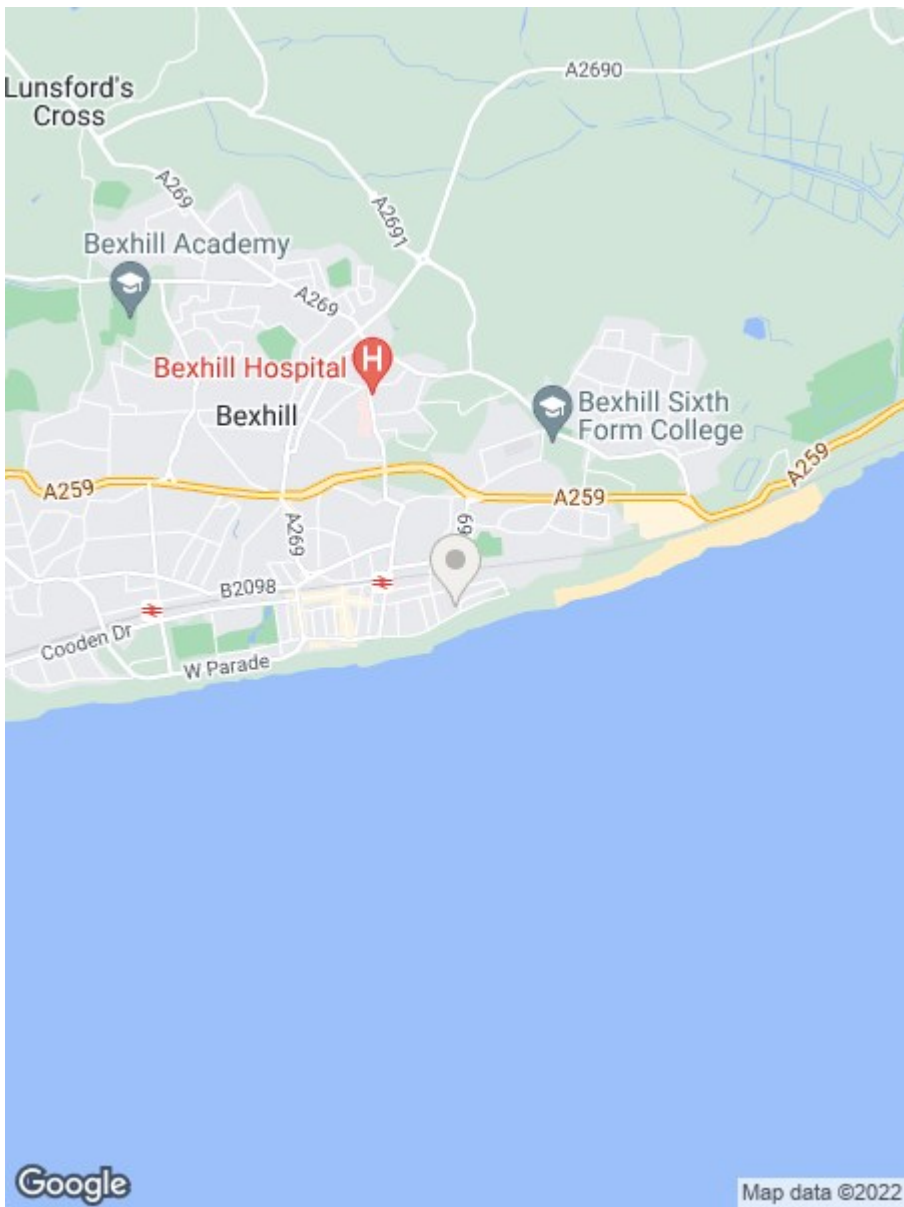 A2690
Lunsford's
Cross
A269
A2691
Bexhill Academy
A269
Bexhill Hospital
H
Bexhill Sixth
Form College
Bexhill
A259
A259
A259
A269
69
B2098
Cooden Dr
W Parade
Google
Map data ©2022